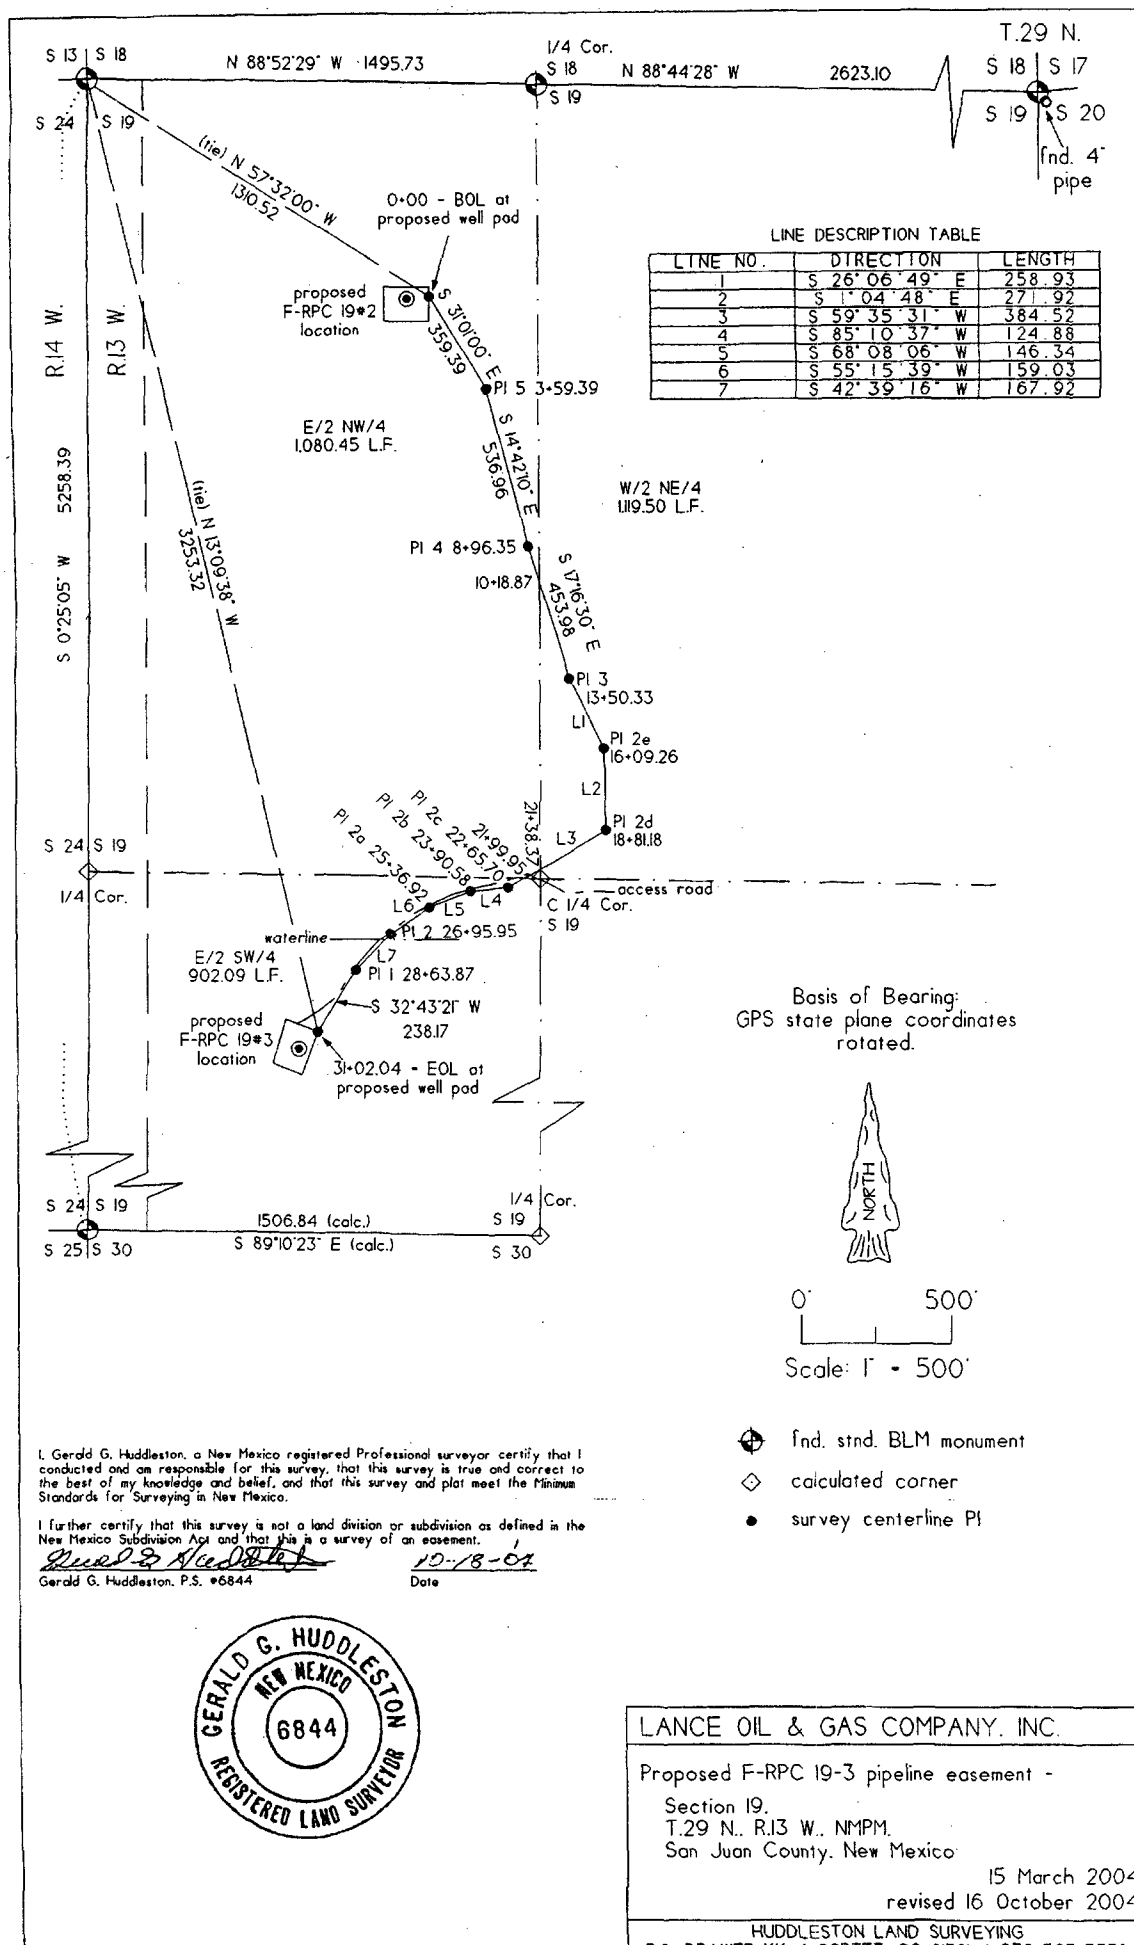 S 13 S 18
N 88°52'29" W 1495.73
1/4 Cor.
S 18
S 19
N 88°44'28" W 2623.10
T.29 N.
S 18 S 17
S 19 S 20
fnd. 4"
pipe
S 24 S 19
(tie) N 57°32'00" W
1310.52
0+00 - BOL at
proposed well pad
LINE DESCRIPTION TABLE
LINE NO. DIRECTION LENGTH
1 S 26° 06' 49" E 258.93
2 S 1° 04' 48" E 271.92
3 S 59° 35' 31" W 384.52
4 S 85° 10' 37" W 124.88
5 S 68° 08' 06" W 146.34
6 S 55° 15' 39" W 159.03
7 S 42° 39' 16" W 167.92
proposed
F-RPC 19#2
location
R.14 W.
R.13 W.
S 31°01'00" E
359.39
PI 5 3+59.39
E/2 NW/4
1,080.45 L.F.
S 14°42'10" E
536.96
W/2 NE/4
1,119.50 L.F.
S 0°25'05" W 5258.39
(tie) N 13°09'38" W
3253.32
PI 4 8+96.35
10+18.87
S 17°16'30" E
453.98
PI 3
13+50.33
L1
PI 2e
16+09.26
L2
PI 2d
18+81.18
L3
21+38.37
21+99.95
PI 2c 22+65.70
PI 2b 23+90.58
PI 2a 25+36.92
S 24 S 19
1/4 Cor.
access road
C 1/4 Cor.
S 19
L6 L5 L4
waterline
PI 2 26+95.95
L7
E/2 SW/4
902.09 L.F.
PI 1 28+63.87
S 32°43'21" W
238.17
proposed
F-RPC 19#3
location
31+02.04 - EOL at
proposed well pad
Basis of Bearing:
GPS state plane coordinates
rotated.
NORTH
S 24 S 19
S 25 S 30
1506.84 (calc.)
S 89°10'23" E (calc.)
1/4 Cor.
S 19
S 30
0' 500'
Scale: 1" = 500'
fnd. stnd. BLM monument
calculated corner
survey centerline PI
I, Gerald G. Huddleston, a New Mexico registered Professional surveyor certify that I
conducted and am responsible for this survey, that this survey is true and correct to
the best of my knowledge and belief, and that this survey and plat meet the Minimum
Standards for Surveying in New Mexico.
I further certify that this survey is not a land division or subdivision as defined in the
New Mexico Subdivision Act and that this is a survey of an easement.
Gerald G. Huddleston, P.S. #6844
Date
GERALD G. HUDDLESTON
NEW MEXICO
6844
REGISTERED LAND SURVEYOR
LANCE OIL & GAS COMPANY, INC.
Proposed F-RPC 19-3 pipeline easement -
Section 19,
T.29 N., R.13 W., NMPM,
San Juan County, New Mexico
15 March 2004
revised 16 October 2004
HUDDLESTON LAND SURVEYING